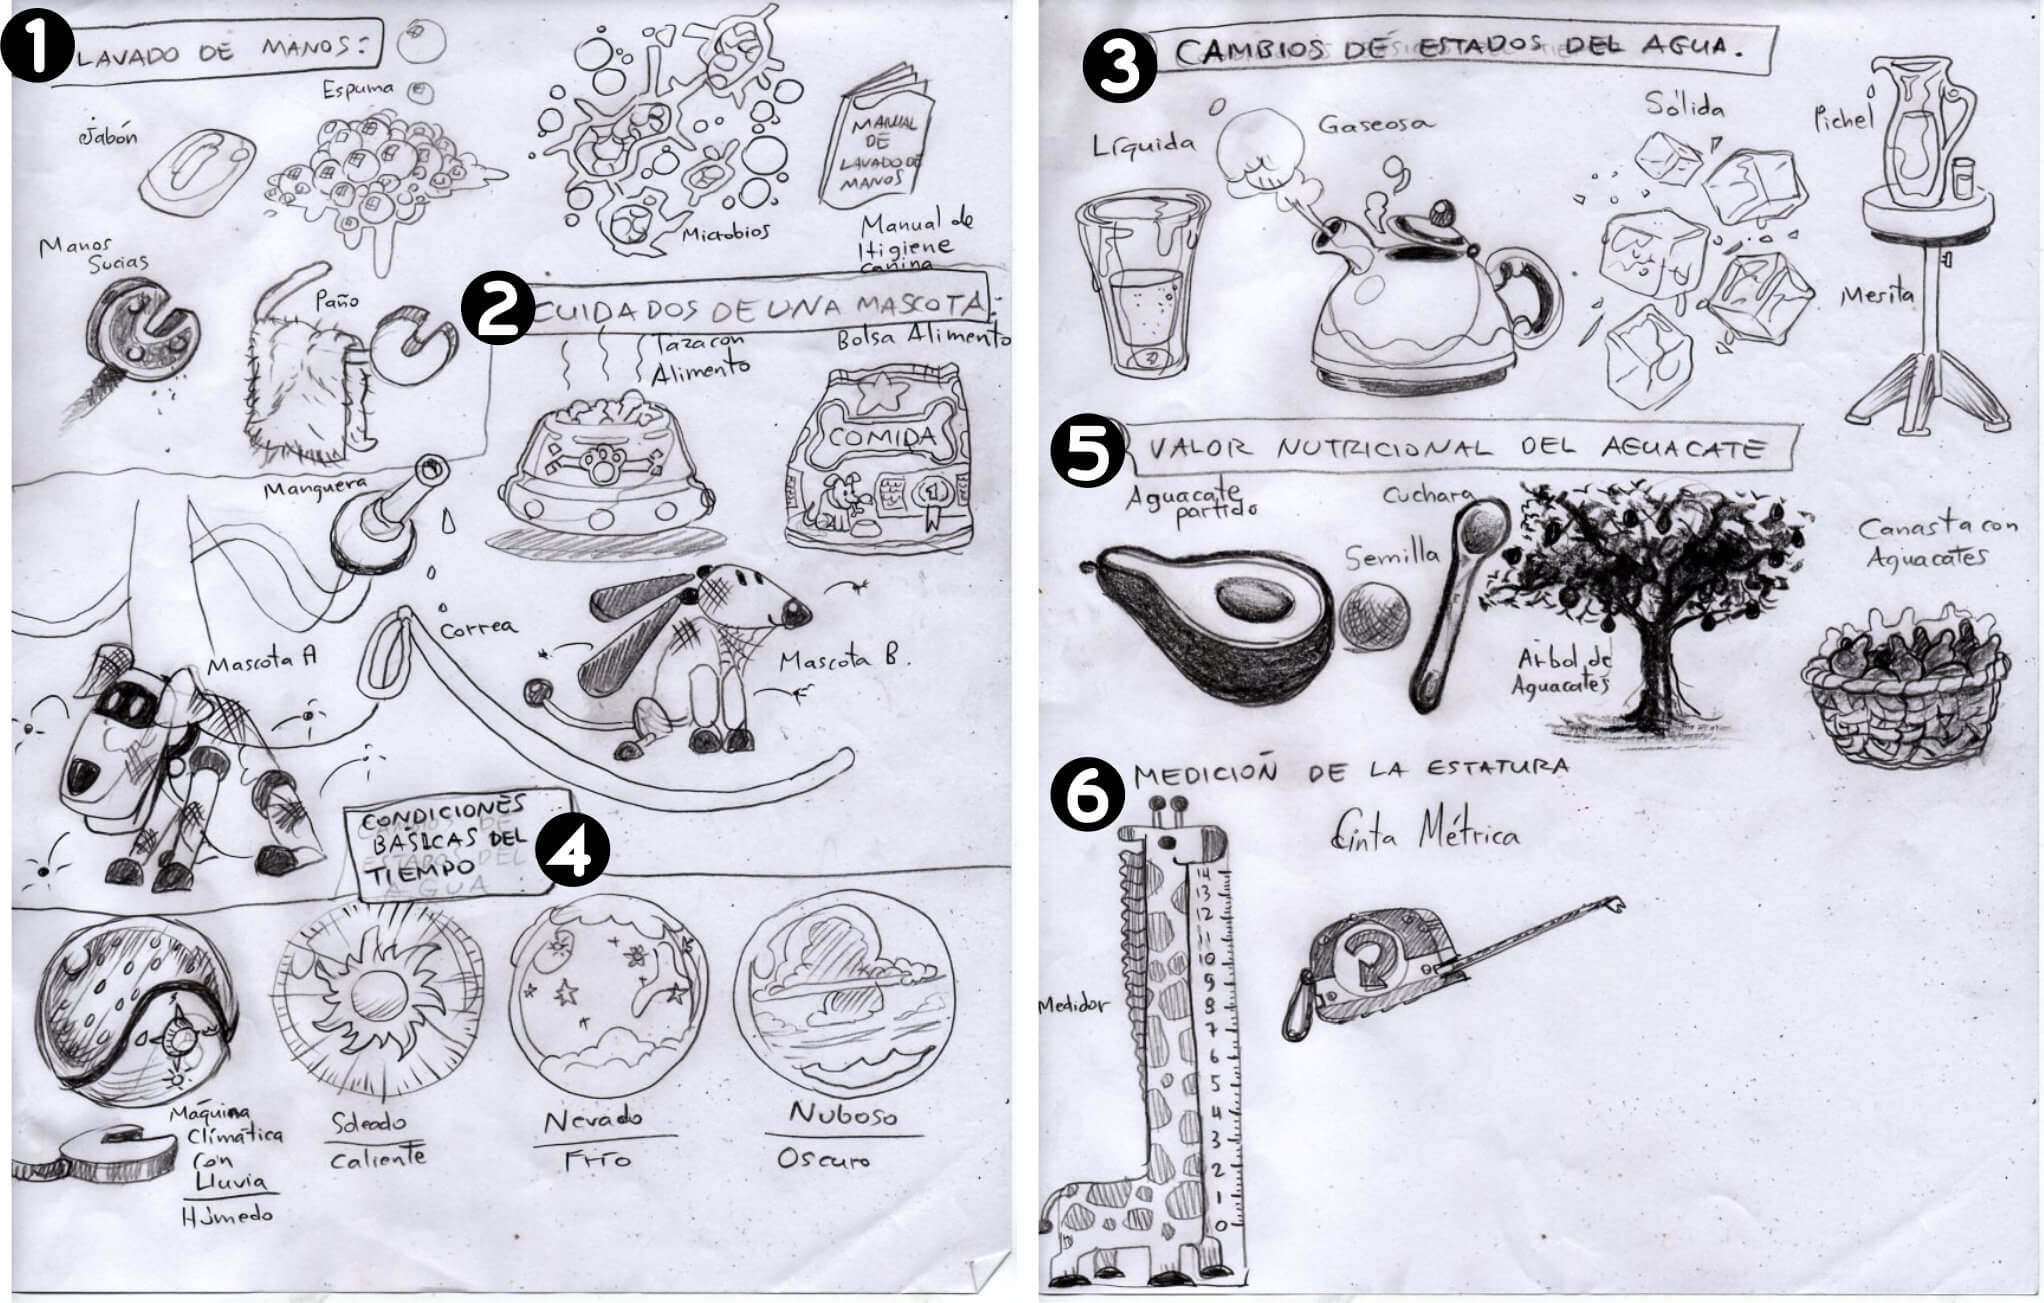 1
LAVADO DE MANOS:
Espuma
Jabón
MANUAL
DE
LAVADO DE
MANOS
Microbios
Manual de
Higiene
canina
Manos
Sucias
Paño
2
CUIDADOS DE UNA MASCOTA:
Taza con
Alimento
Bolsa Alimento
COMIDA
1
Manguera
Correa
Mascota A
Mascota B.
4
CONDICIONES
BÁSICAS DEL
TIEMPO
Máquina
Climática
Con
Lluvia
Húmedo
Soleado
Caliente
Nevado
Frío
Nuboso
Oscuro
3
CAMBIOS DE ESTADOS DEL AGUA.
Líquida
Gaseosa
Sólida
Pichel
Mesita
5
VALOR NUTRICIONAL DEL AGUACATE
Aguacate
partido
Semilla
Cuchara
Arbol de
Aguacates
Canasta con
Aguacates
6
MEDICIOÑ DE LA ESTATURA
Cinta Métrica
Medidor
14
13
12
11
10
9
8
7
6
5
4
3
2
1
0